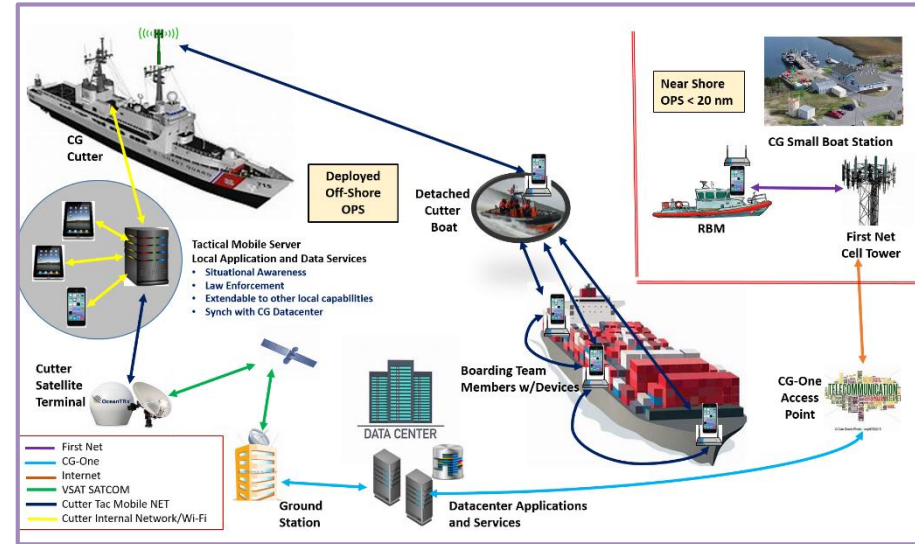 CG
Cutter
Deployed
Off-Shore
OPS
Detached
Cutter
Boat
Near Shore
OPS < 20 nm
CG Small Boat Station
RBM
First Net
Cell Tower
Tactical Mobile Server
Local Application and Data Services
• Situational Awareness
• Law Enforcement
• Extendable to other local capabilities
• Synch with CG Datacenter
Cutter
Satellite
Terminal
OceanTRx
DATA CENTER
Boarding Team
Members w/Devices
CG-One
Access
Point
TELECOMMUNICATION
Ground
Station
Datacenter Applications
and Services
First Net
CG-One
Internet
VSAT SATCOM
Cutter Tac Mobile NET
Cutter Internal Network/Wi-Fi